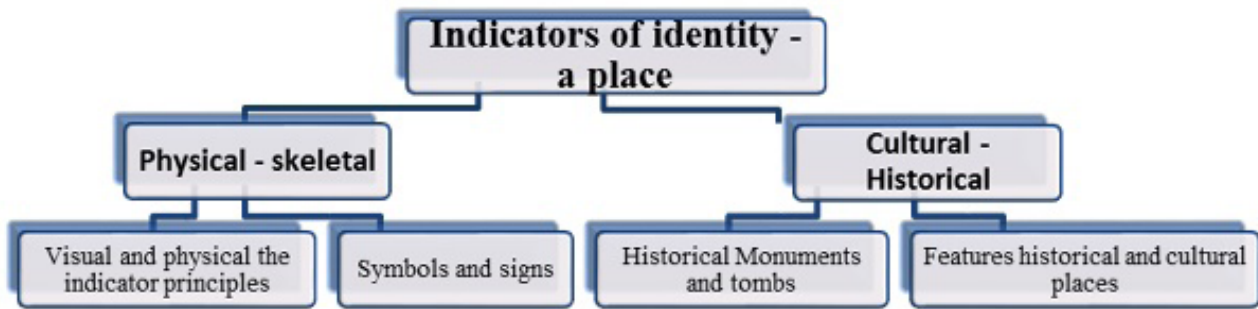 Indicators of identity -
a place
Physical - skeletal
Cultural -
Historical
Visual and physical the
indicator principles
Symbols and signs
Historical Monuments
and tombs
Features historical and cultural
places